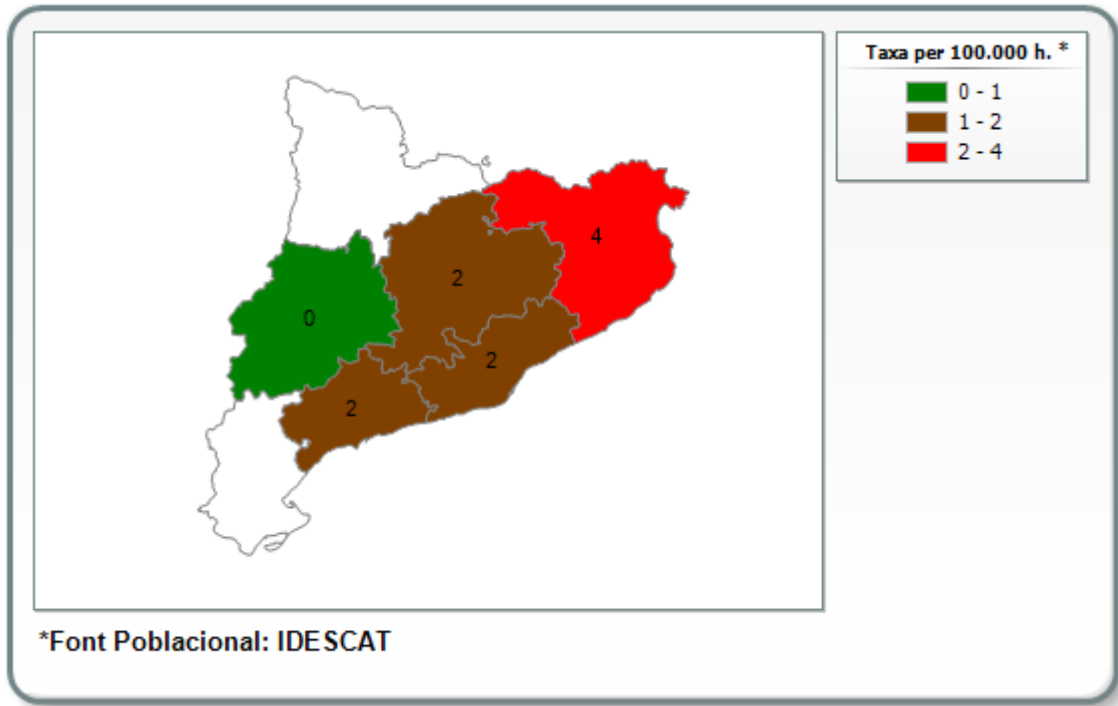 Taxa per 100.000 h. *
0 - 1
1 - 2
2 - 4
4
2
0
2
2
*Font Poblacional: IDESCAT